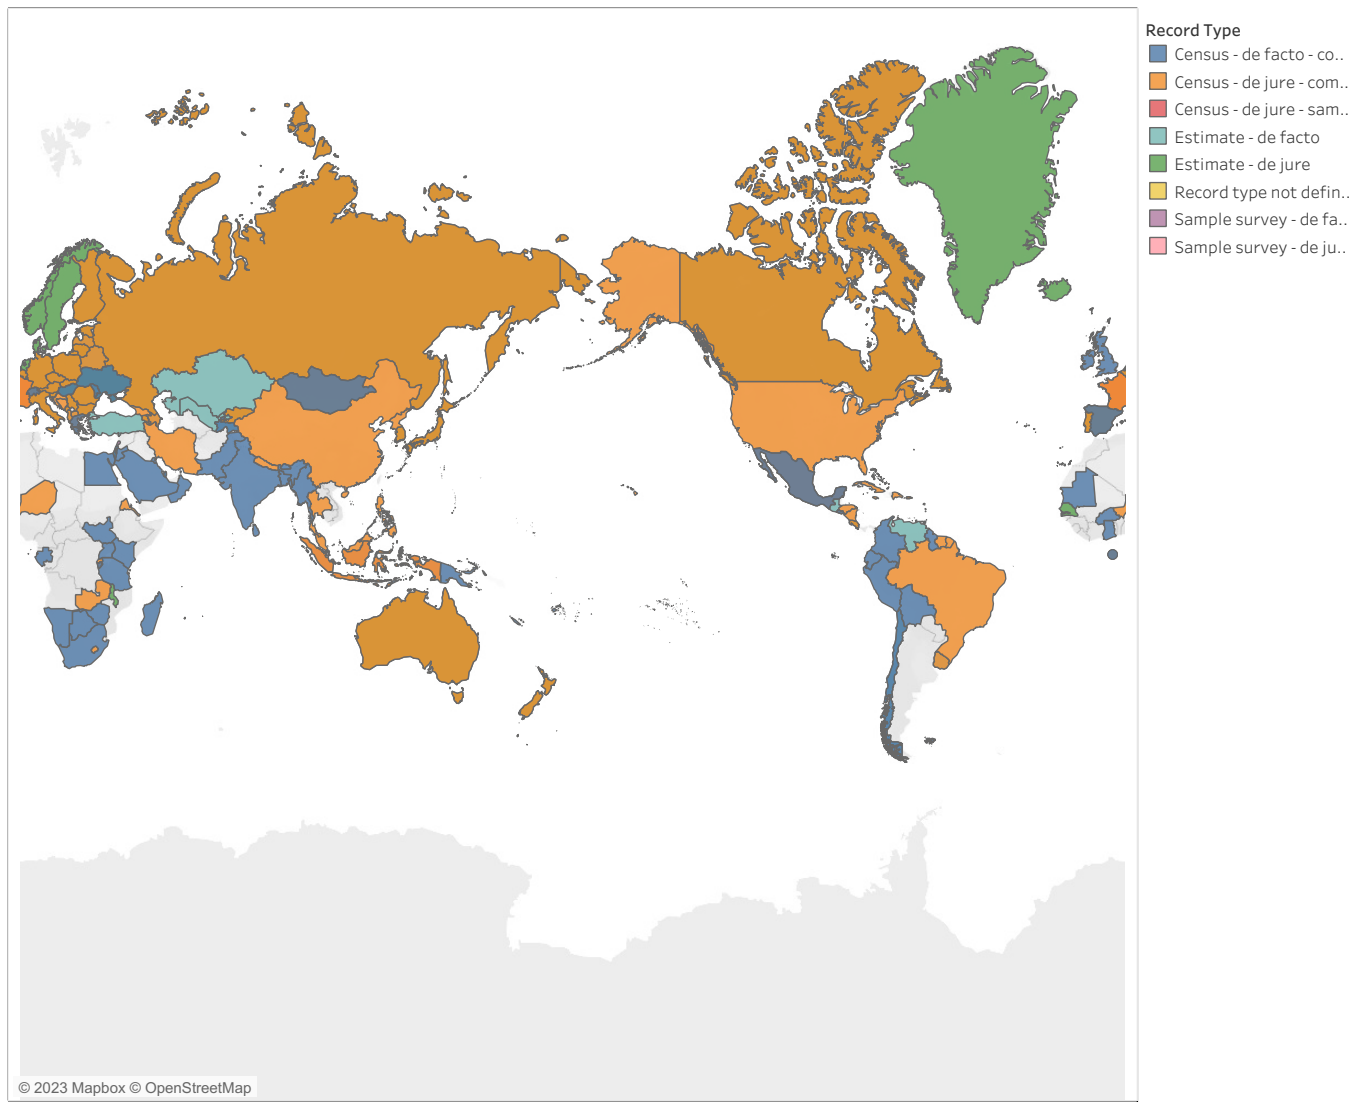 Record Type
Census - de facto - co..
Census - de jure - com..
Census - de jure - sam..
Estimate - de facto
Estimate - de jure
Record type not defin..
Sample survey - de fa..
Sample survey - de ju..
© 2023 Mapbox © OpenStreetMap